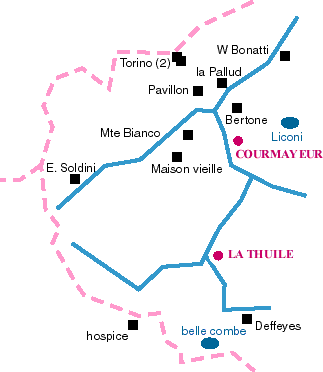 W Bonatti
Torino (2)
la Pallud
Pavillon
Bertone
Liconi
Mte Bianco
COURMAYEUR
E. Soldini
Maison vieille
LA THUILE
hospice
belle combe
Deffeyes